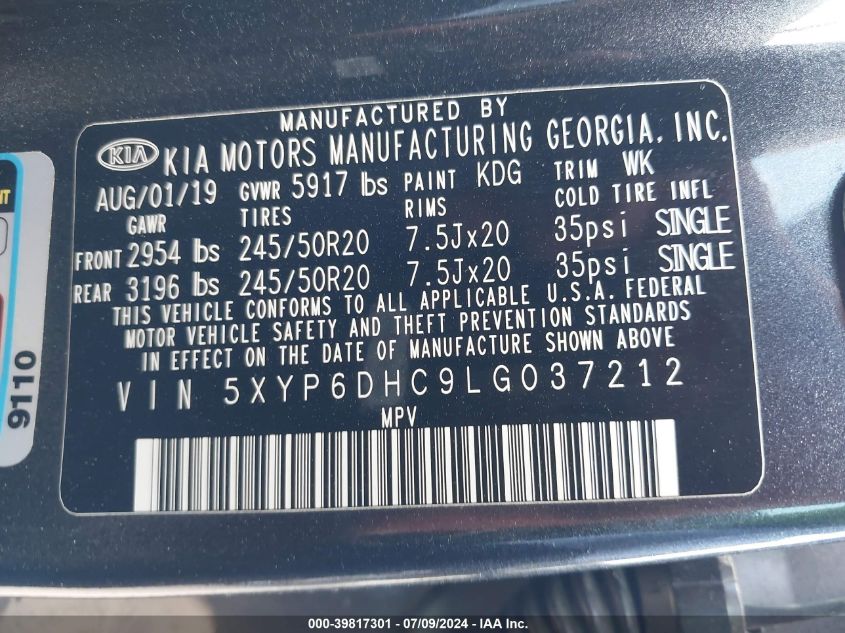 MANUFACTURED BY
KIA KIA MOTORS MANUFACTURING GEORGIA, INC.
AUG/01/19 GVWR 5917 lbs PAINT KDG TRIM WK
GAWR TIRES RIMS COLD TIRE INFL
FRONT 2954 lbs 245/50R20 7.5Jx20 35psi SINGLE
REAR 3196 lbs 245/50R20 7.5Jx20 35psi SINGLE
THIS VEHICLE CONFORMS TO ALL APPLICABLE U.S.A. FEDERAL
MOTOR VEHICLE SAFETY AND THEFT PREVENTION STANDARDS
IN EFFECT ON THE DATE OF MANUFACTURE SHOWN ABOVE
VIN 5XYP6DHC9LG037212
MPV
9110
000-39817301 - 07/09/2024 - IAA Inc.